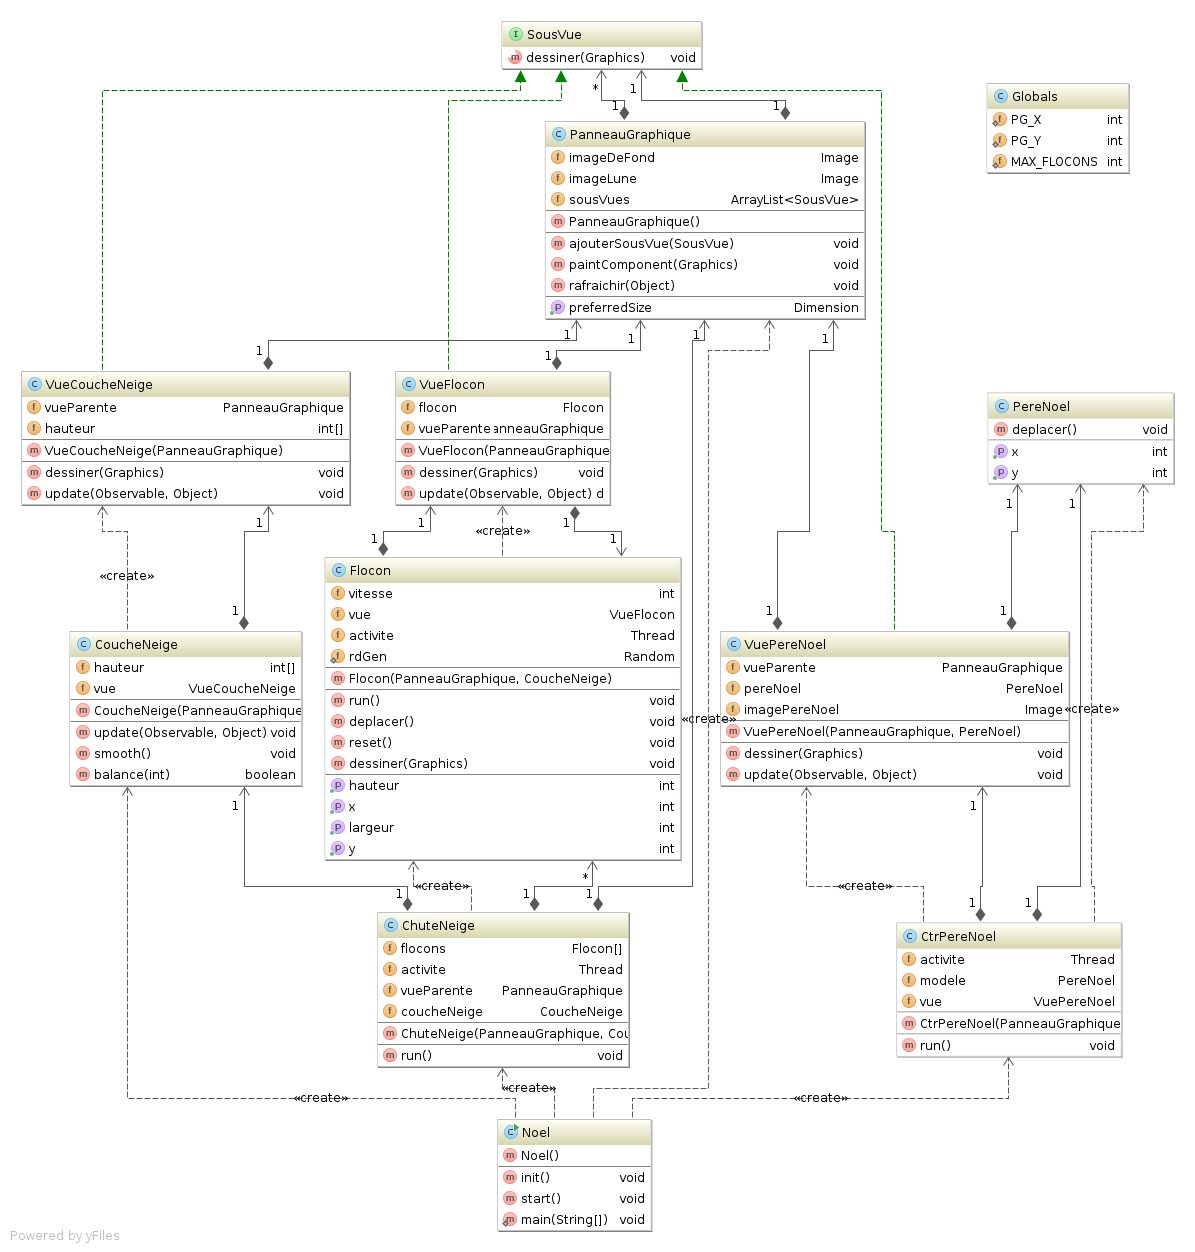 SousVue
dessiner(Graphics) void
* 1
1 1
Globals
PG_X int
PG_Y int
MAX_FLOCONS int
PanneauGraphique
imageDeFond Image
imageLune Image
sousVues ArrayList<SousVue>
PanneauGraphique()
ajouterSousVue(SousVue) void
paintComponent(Graphics) void
rafraichir(Object) void
preferredSize Dimension
1 1 1 1
1 1
VueCoucheNeige
vueParente PanneauGraphique
hauteur int[]
VueCoucheNeige(PanneauGraphique)
dessiner(Graphics) void
update(Observable, Object) void
VueFlocon
flocon Flocon
vueParente anneauGraphique
VueFlocon(PanneauGraphique
dessiner(Graphics) void
update(Observable, Object) d
PereNoel
deplacer() void
x int
y int
1 1
1 1 1
«create»
1 1
«create»
Flocon
vitesse int
vue VueFlocon
activite Thread
rdGen Random
Flocon(PanneauGraphique, CoucheNeige)
run() void
deplacer() void
reset() void
dessiner(Graphics) void
hauteur int
x int
largeur int
y int
1 1 1
CoucheNeige
hauteur int[]
vue VueCoucheNeige
CoucheNeige(PanneauGraphique
update(Observable, Object) void
smooth() void
balance(int) boolean
VuePereNoel
vueParente PanneauGraphique
pereNoel PereNoel
imagePereNoel Image
VuePereNoel(PanneauGraphique, PereNoel)
dessiner(Graphics) void
update(Observable, Object) void
«create»
«create»
1 1
*
«create» «create»
1 1 1 1 1
ChuteNeige
flocons Flocon[]
activite Thread
vueParente PanneauGraphique
coucheNeige CoucheNeige
ChuteNeige(PanneauGraphique, Cou
run() void
CtrPereNoel
activite Thread
modele PereNoel
vue VuePereNoel
CtrPereNoel(PanneauGraphique
run() void
«create»
«create» «create»
Noel
Noel()
init() void
start() void
main(String[]) void
Powered by yFiles